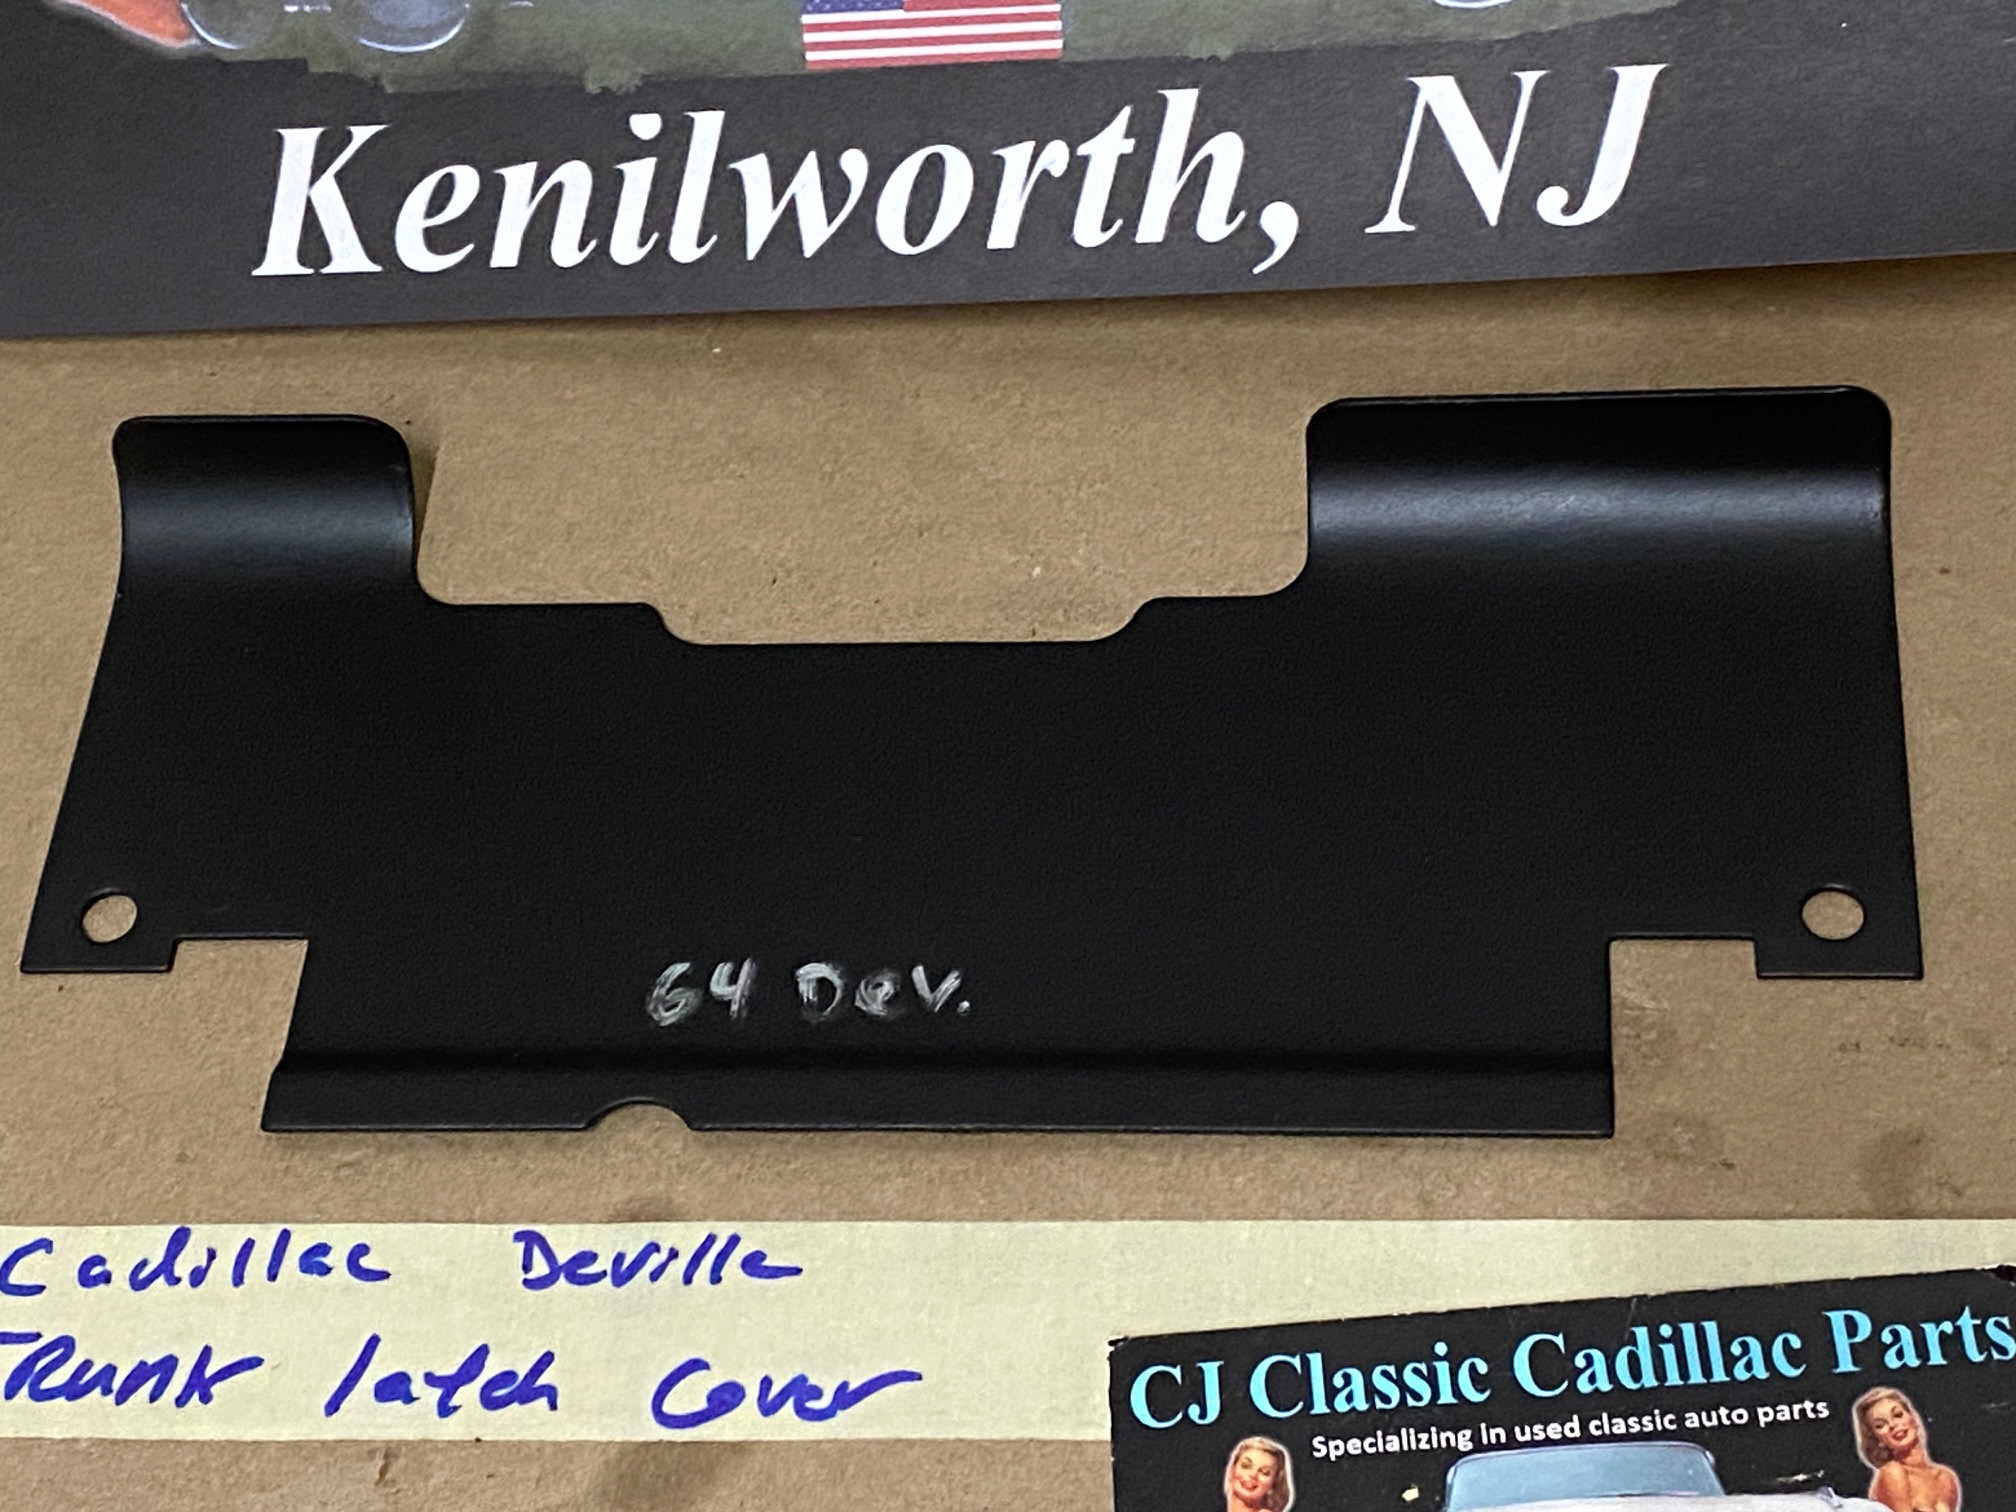 Kenilworth, NJ
64 Dev.
Cadillac Deville
Trunk latch Cover
CJ Classic Cadillac Parts
Specializing in used classic auto parts